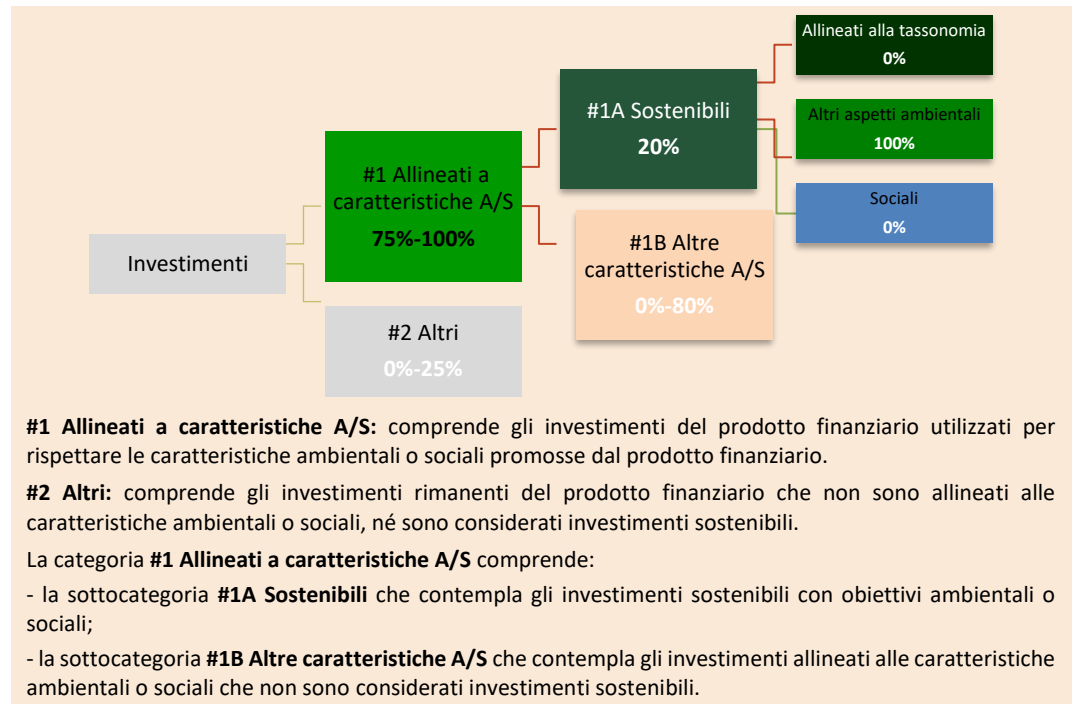 Allineati alla tassonomia
0%
#1A Sostenibili
20%
Altri aspetti ambientali
100%
#1 Allineati a
caratteristiche A/S
75%-100%
Sociali
0%
#1B Altre
caratteristiche A/S
0%-80%
Investimenti
#2 Altri
0%-25%
#1 Allineati a caratteristiche A/S: comprende gli investimenti del prodotto finanziario utilizzati per
rispettare le caratteristiche ambientali o sociali promosse dal prodotto finanziario.
#2 Altri: comprende gli investimenti rimanenti del prodotto finanziario che non sono allineati alle
caratteristiche ambientali o sociali, né sono considerati investimenti sostenibili.
La categoria #1 Allineati a caratteristiche A/S comprende:
- la sottocategoria #1A Sostenibili che contempla gli investimenti sostenibili con obiettivi ambientali o
sociali;
- la sottocategoria #1B Altre caratteristiche A/S che contempla gli investimenti allineati alle caratteristiche
ambientali o sociali che non sono considerati investimenti sostenibili.